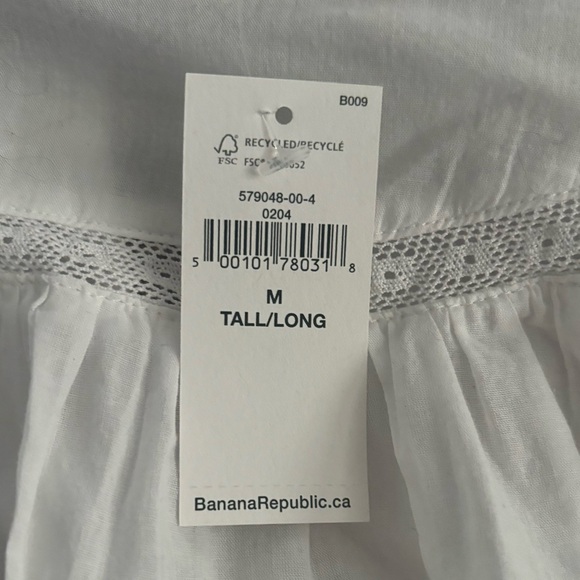 B009
RECYCLED/RECYCLÉ
FSC
579048-00-4
0204
5 00101 78031 8
M
TALL/LONG
BananaRepublic.ca